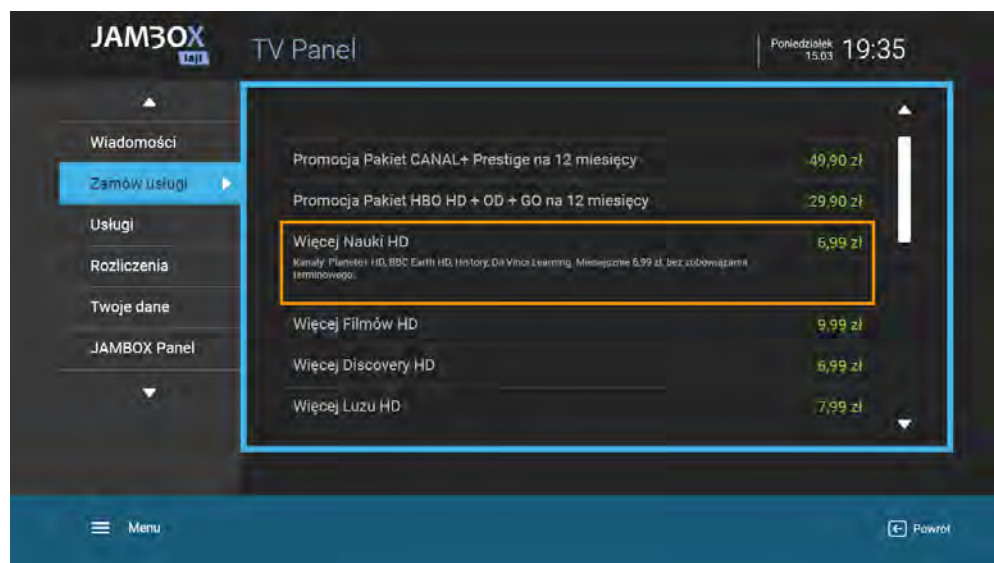 JAMBOX
TV Panel
Poniedziałek
15.03
19:35
Wiadomości
Zamów usługi
Usługi
Rozliczenia
Twoje dane
JAMBOX Panel
Promocja Pakiet CANAL+ Prestige na 12 miesięcy 49,90 zł
Promocja Pakiet HBO HD + OD + GO na 12 miesięcy 29,90 zł
Więcej Nauki HD 6,99 zł
Kanały: Planete+ HD, BBC Earth HD, History, Da Vinci Learning. Miesięcznie 6,99 zł, bez zobowiązania
terminowego.
Więcej Filmów HD 9,99 zł
Więcej Discovery HD 6,99 zł
Więcej Luzu HD 7,99 zł
Menu
Powrót